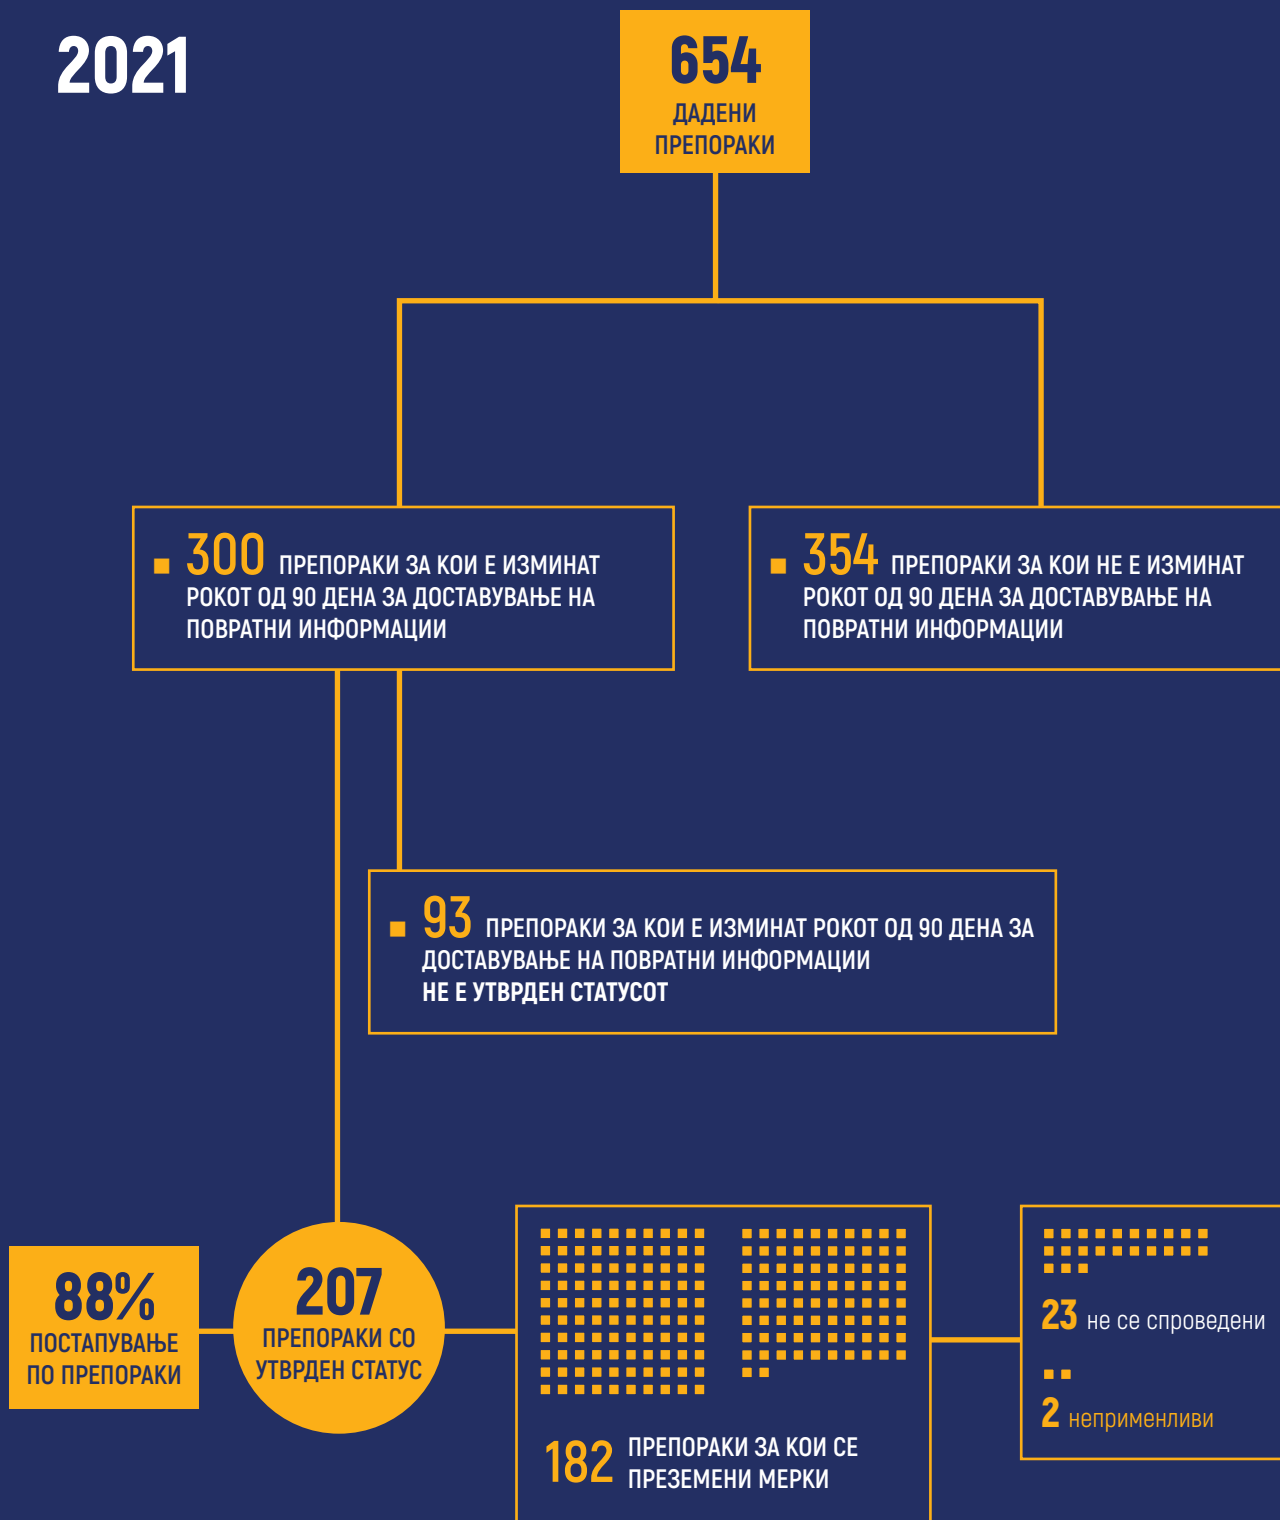 2021
654
ДАДЕНИ
ПРЕПОРАКИ
300 ПРЕПОРАКИ ЗА КОИ Е ИЗМИНАТ
РОКОТ ОД 90 ДЕНА ЗА ДОСТАВУВАЊЕ НА
ПОВРАТНИ ИНФОРМАЦИИ
354 ПРЕПОРАКИ ЗА КОИ НЕ Е ИЗМИНАТ
РОКОТ ОД 90 ДЕНА ЗА ДОСТАВУВАЊЕ НА
ПОВРАТНИ ИНФОРМАЦИИ
93 ПРЕПОРАКИ ЗА КОИ Е ИЗМИНАТ РОКОТ ОД 90 ДЕНА ЗА
ДОСТАВУВАЊЕ НА ПОВРАТНИ ИНФОРМАЦИИ
НЕ Е УТВРДЕН СТАТУСОТ
88%
ПОСТАПУВАЊЕ
ПО ПРЕПОРАКИ
207
ПРЕПОРАКИ СО
УТВРДЕН СТАТУС
182 ПРЕПОРАКИ ЗА КОИ СЕ
ПРЕЗЕМЕНИ МЕРКИ
23 не се спроведени
2 неприменливи